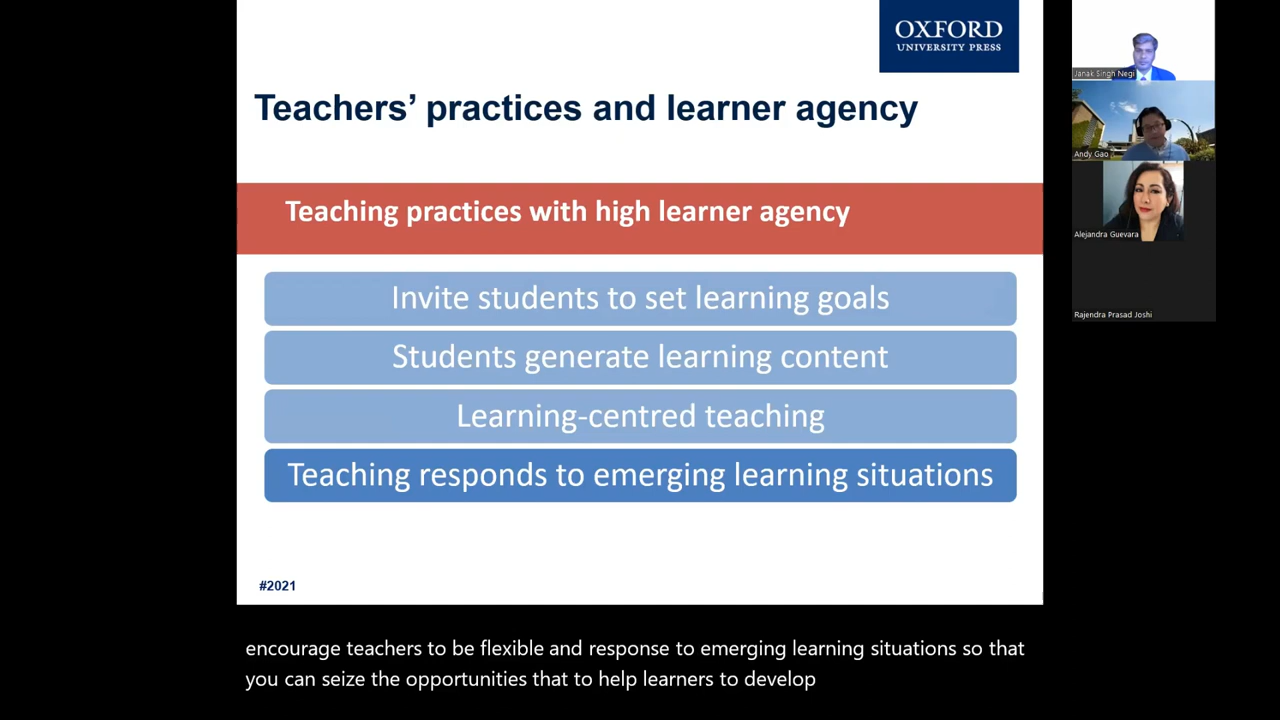 OXFORD
UNIVERSITY PRESS
Teachers’ practices and learner agency
Teaching practices with high learner agency
Invite students to set learning goals
Students generate learning content
Learning-centred teaching
Teaching responds to emerging learning situations
#2021
encourage teachers to be flexible and response to emerging learning situations so that
you can seize the opportunities that to help learners to develop
Janak Singh Negi
Andy Gao
Alejandra Guevara
Rajendra Prasad Joshi